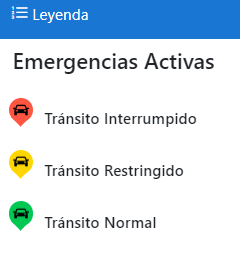 Leyenda
Emergencias Activas
Tránsito Interrumpido
Tránsito Restringido
Tránsito Normal